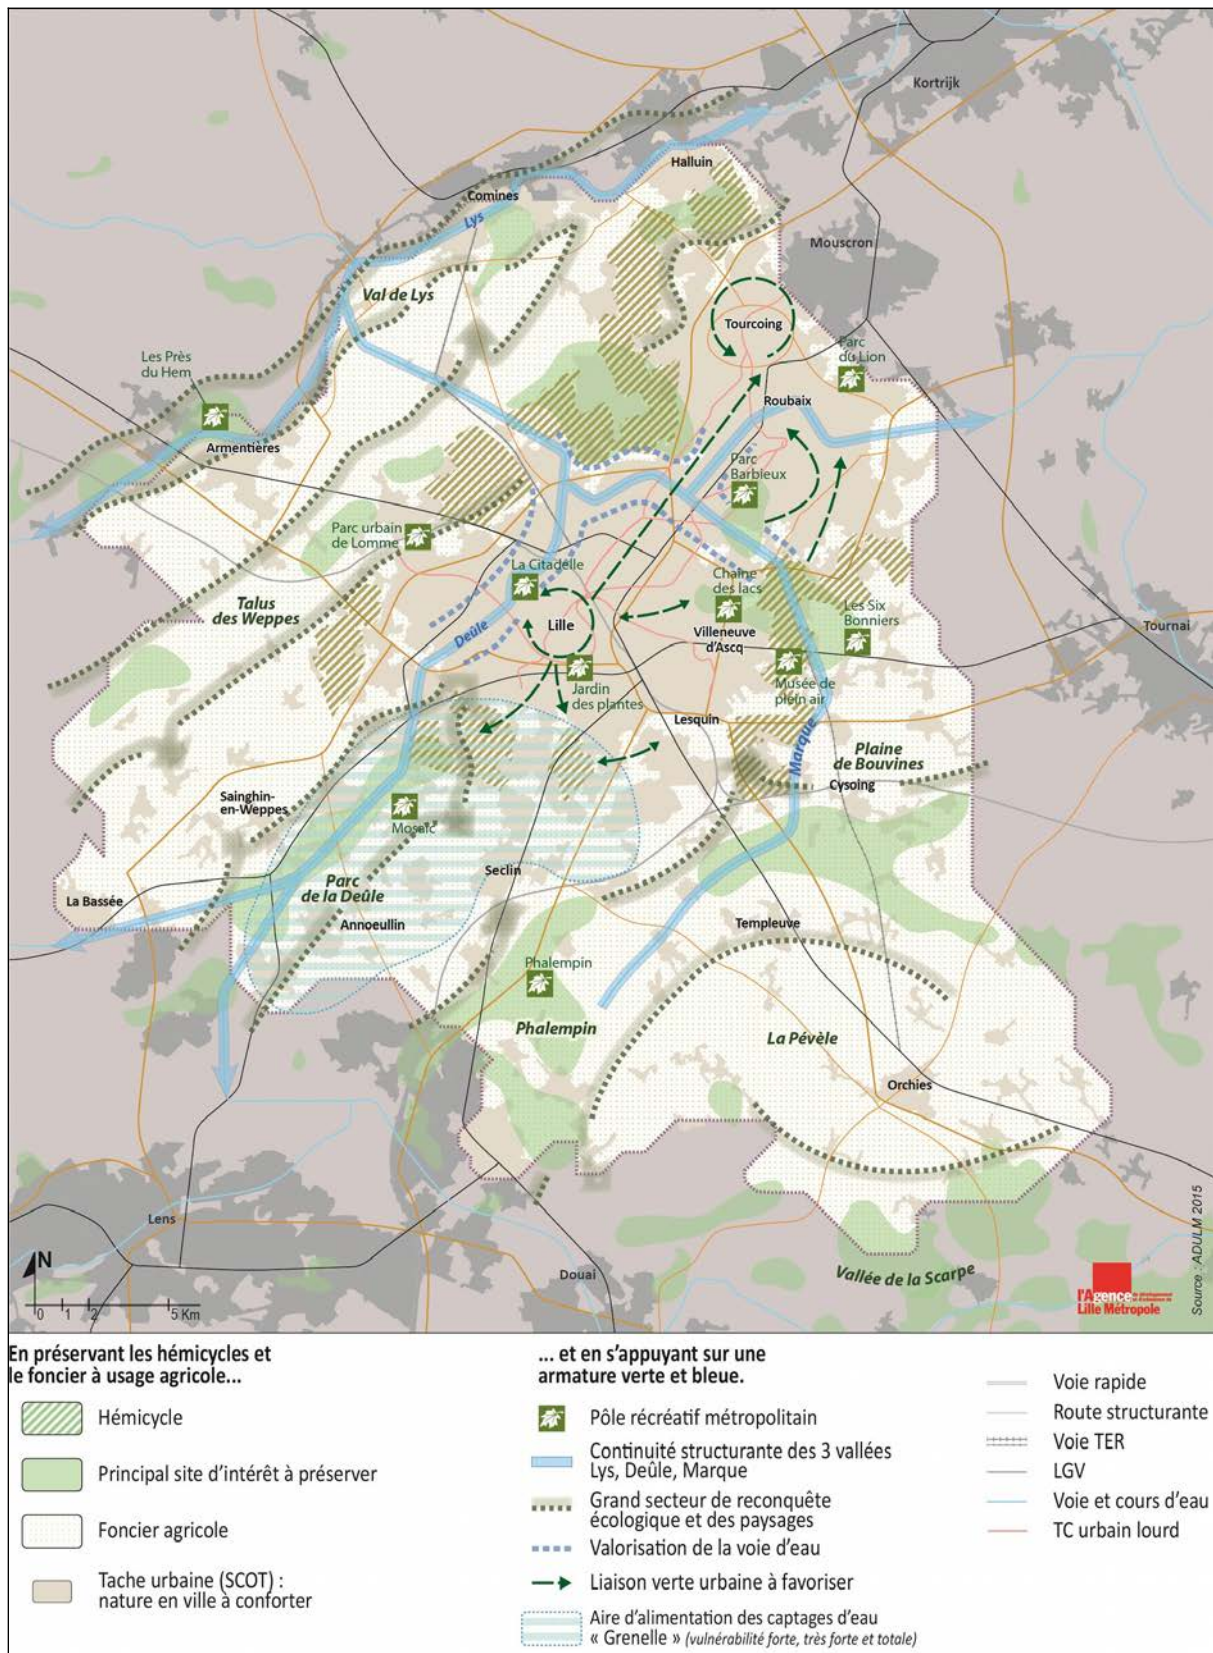 Kortrijk
Halluin
Comines
Lys
Mouscron
Val de Lys
Tourcoing
Les Près
du Hem
Parc
du Lion
Roubaix
Armentières
Parc
Barbieux
Parc urbain
de Lomme
La Citadelle
Chaîne
des lacs
Talus
des Weppes
Les Six
Bonniers
Deûle
Lille
Villeneuve
d'Ascq
Tournai
Jardin
des plantes
Musée de
plein air
Lesquin
Marque
Plaine
de Bouvines
Cysoing
Sainghin-
en-Weppes
Mosaïc
Seclin
Parc
de la Deûle
La Bassée
Annoeullin
Templeuve
Phalempin
Phalempin
La Pévèle
Orchies
Lens
Douai
Vallée de la Scarpe
N
0 1 2 5 Km
l'Agence
Lille Métropole
Source : ADULM 2015
En préservant les hémicycles et
le foncier à usage agricole...
Hémicycle
Principal site d'intérêt à préserver
Foncier agricole
Tache urbaine (SCOT) :
nature en ville à conforter
... et en s'appuyant sur une
armature verte et bleue.
Pôle récréatif métropolitain
Continuité structurante des 3 vallées
Lys, Deûle, Marque
Grand secteur de reconquête
écologique et des paysages
Valorisation de la voie d'eau
Liaison verte urbaine à favoriser
Aire d'alimentation des captages d'eau
« Grenelle » (vulnérabilité forte, très forte et totale)
Voie rapide
Route structurante
Voie TER
LGV
Voie et cours d'eau
TC urbain lourd